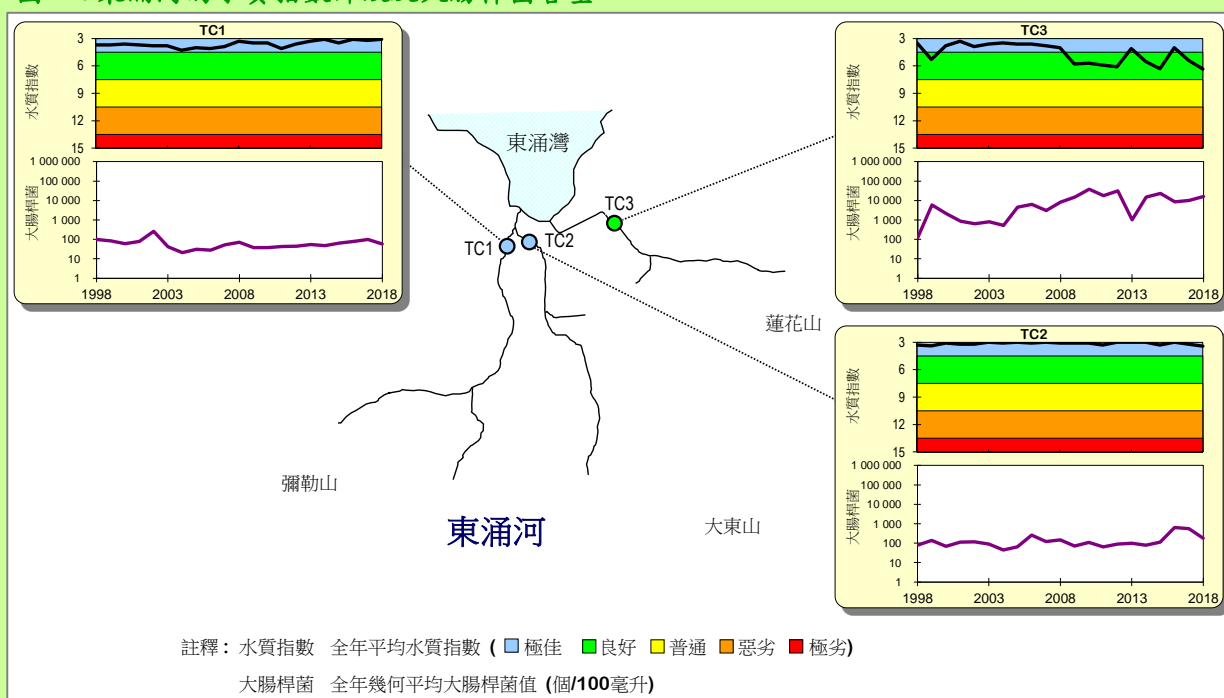 TC1
水質指數
3
6
9
12
15
大腸桿菌
1 000 000
100 000
10 000
1 000
100
10
1
1998 2003 2008 2013 2018
TC3
水質指數
3
6
9
12
15
大腸桿菌
1 000 000
100 000
10 000
1 000
100
10
1
1998 2003 2008 2013 2018
東涌灣
TC3
TC1
TC2
蓮花山
彌勒山
東涌河
大東山
TC2
水質指數
3
6
9
12
15
大腸桿菌
1 000 000
100 000
10 000
1 000
100
10
1
1998 2003 2008 2013 2018
註釋: 水質指數 全年平均水質指數 ( 極佳 良好 普通 惡劣 極劣)
大腸桿菌 全年幾何平均大腸桿菌值 (個/100毫升)